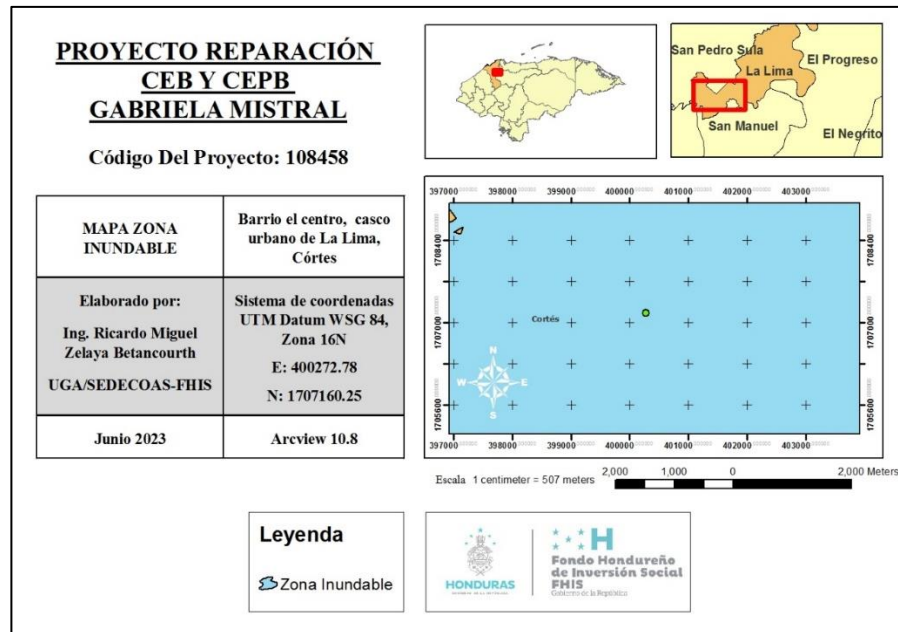 PROYECTO REPARACIÓN
CEB Y CEPB
GABRIELA MISTRAL
Código Del Proyecto: 108458
MAPA ZONA
INUNDABLE
Barrio el centro, casco
urbano de La Lima,
Córtes
Elaborado por:
Ing. Ricardo Miguel
Zelaya Betancourth
UGA/SEDECOAS-FHIS
Sistema de coordenadas
UTM Datum WSG 84,
Zona 16N
E: 400272.78
N: 1707160.25
Junio 2023
Arcview 10.8
San Pedro Sula
El Progreso
La Lima
San Manuel
El Negrito
397000 398000 399000 400000 401000 402000 403000
1708400
1707000
1705600
1708400
1707000
1705600
Cortés
N
W E
S
397000 398000 399000 400000 401000 402000 403000
Escala 1 centimeter = 507 meters
2,000 1,000 0 2,000 Meters
Leyenda
Zona Inundable
HONDURAS
H
Fondo Hondureño
de Inversión Social
FHIS
Gobierno de la República